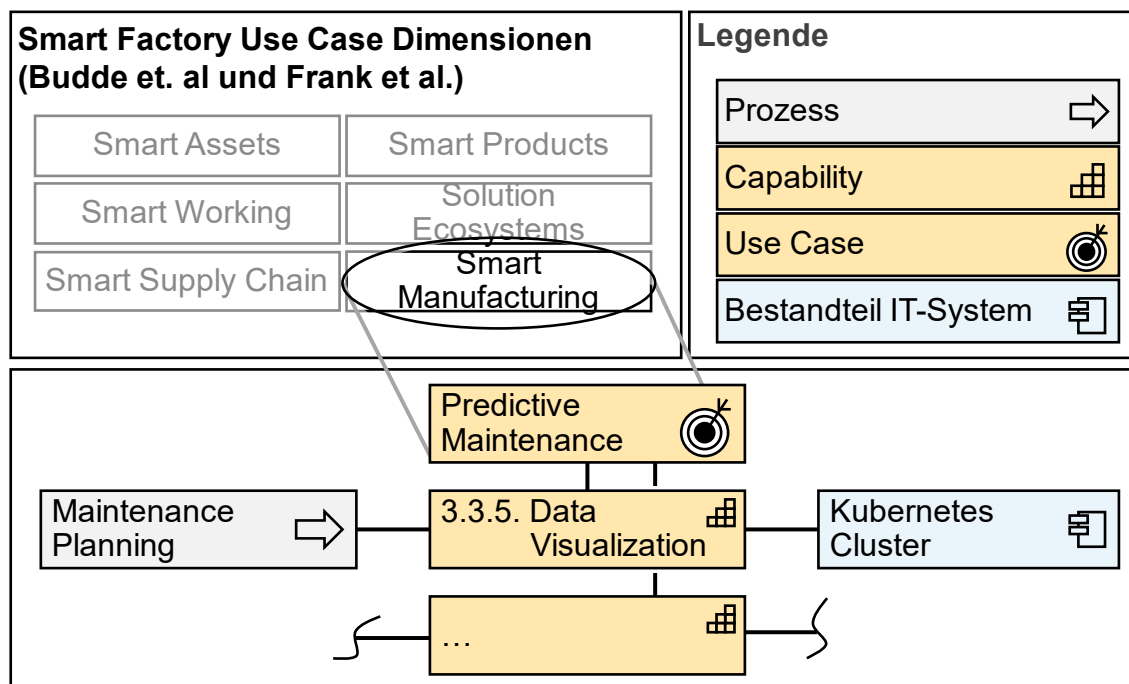 Smart Factory Use Case Dimensionen
(Budde et. al und Frank et al.)
Smart Assets
Smart Products
Smart Working
Solution
Ecosystems
Smart Supply Chain
Smart
Manufacturing
Legende
Prozess
Capability
Use Case
Bestandteil IT-System
Predictive
Maintenance
Maintenance
Planning
3.3.5. Data
Visualization
Kubernetes
Cluster
...